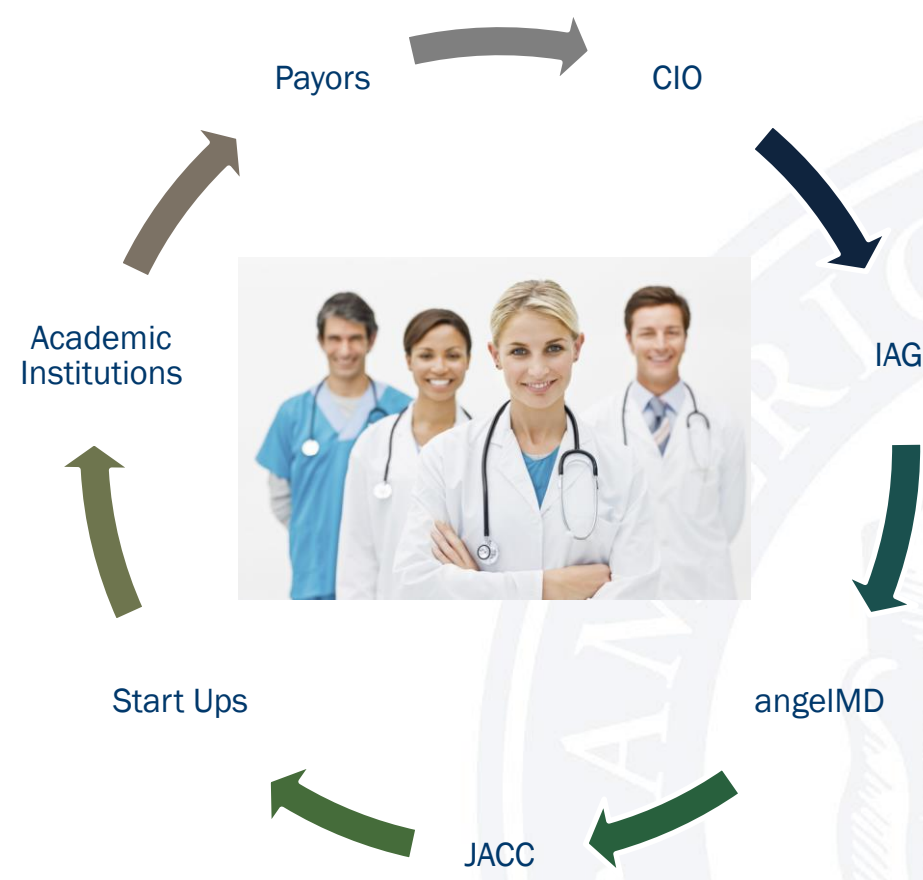 Payors
CIO
IAG
angelMD
JACC
Start Ups
Academic
Institutions